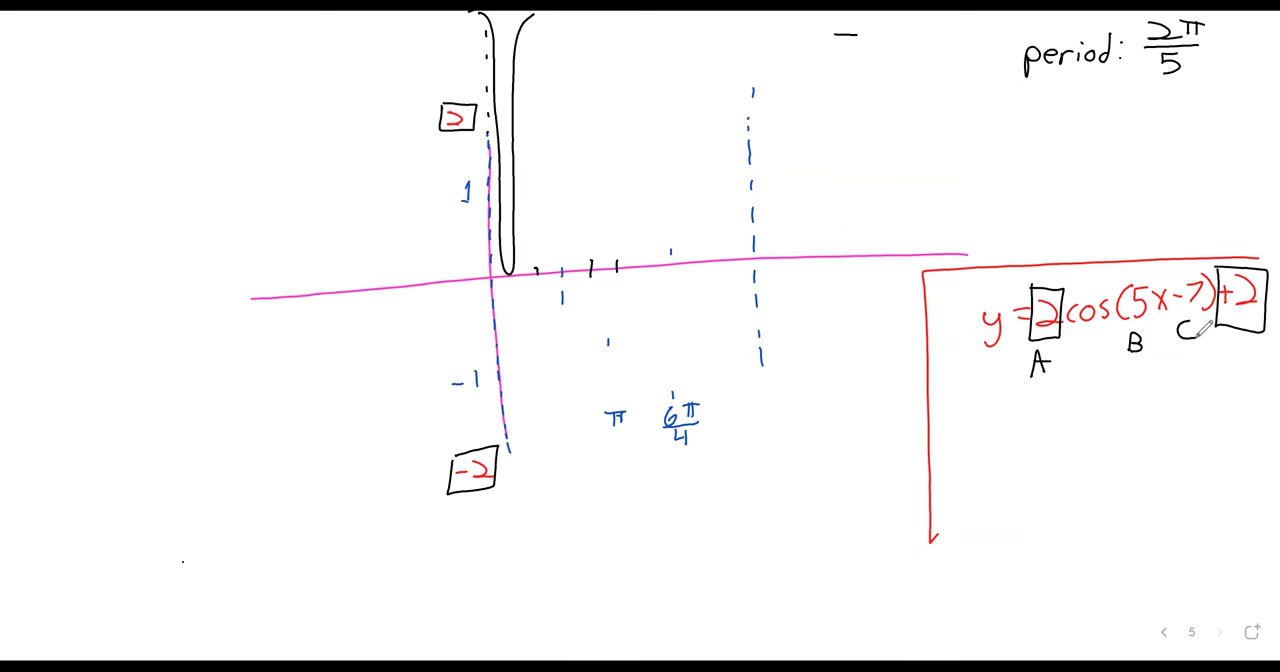 period: 2π/5
2
1
y = 2cos(5x-7)+2
A B C
-1
π 6π/4
-2
5